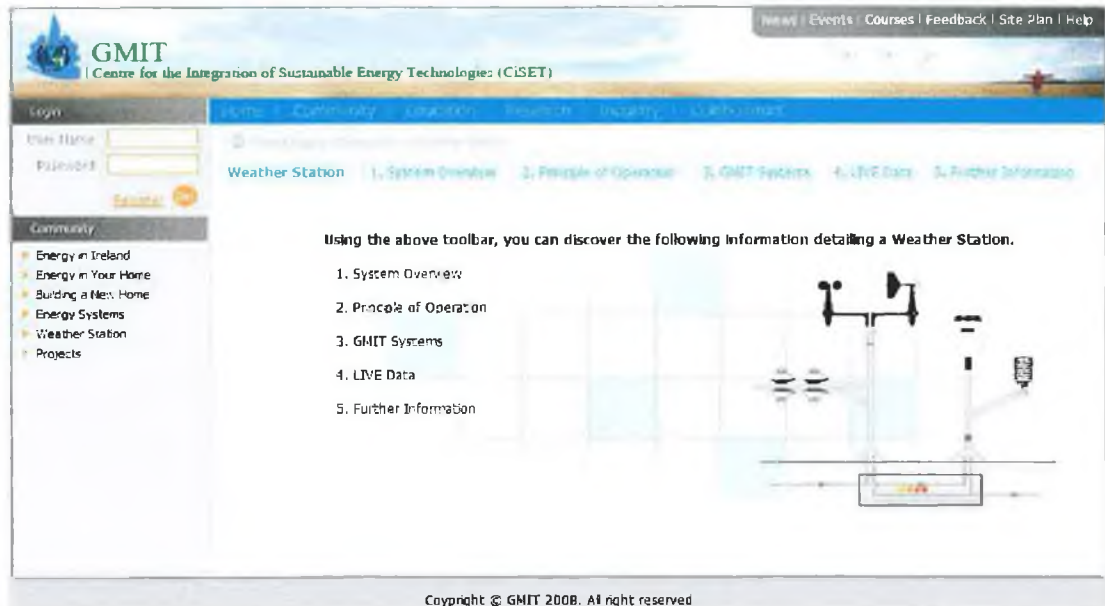 News | Events | Courses | Feedback | Site Plan | Help
GMIT
Centre for the Integration of Sustainable Energy Technologies (CiSET)
Login
Home Community Education Research Industry
User Name
Password
Register
Weather Station 1. System Overview 2. Principle of Operation 3. GMIT Systems 4. LIVE Data 5. Further Information
Community
Energy in Ireland
Energy in Your Home
Building a New Home
Energy Systems
Weather Station
Projects
Using the above toolbar, you can discover the following information detailing a Weather Station.
1. System Overview
2. Principle of Operation
3. GMIT Systems
4. LIVE Data
5. Further Information
Copyright © GMIT 2008. All right reserved